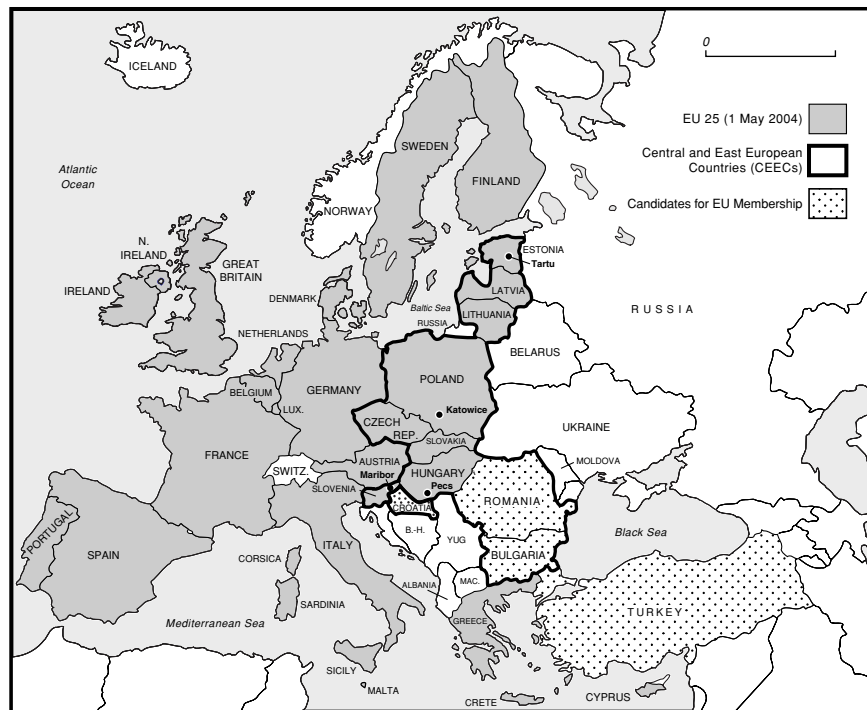 ICELAND
0
EU 25 (1 May 2004)
Central and East European
Countries (CEECs)
Candidates for EU Membership
Atlantic
Ocean
SWEDEN
FINLAND
NORWAY
N.
IRELAND
GREAT
BRITAIN
IRELAND
ESTONIA
Tartu
LATVIA
LITHUANIA
DENMARK
Baltic Sea
RUSSIA
RUSSIA
NETHERLANDS
BELARUS
BELGIUM
GERMANY
POLAND
LUX.
Katowice
CZECH
REP.
UKRAINE
SLOVAKIA
FRANCE
SWITZ.
AUSTRIA
Maribor
HUNGARY
Pecs
MOLDOVA
SLOVENIA
CROATIA
ROMANIA
PORTUGAL
SPAIN
ITALY
B.-H.
YUG
BULGARIA
Black Sea
CORSICA
ALBANIA
MAC.
SARDINIA
TURKEY
GREECE
Mediterranean Sea
SICILY
MALTA
CRETE
CYPRUS